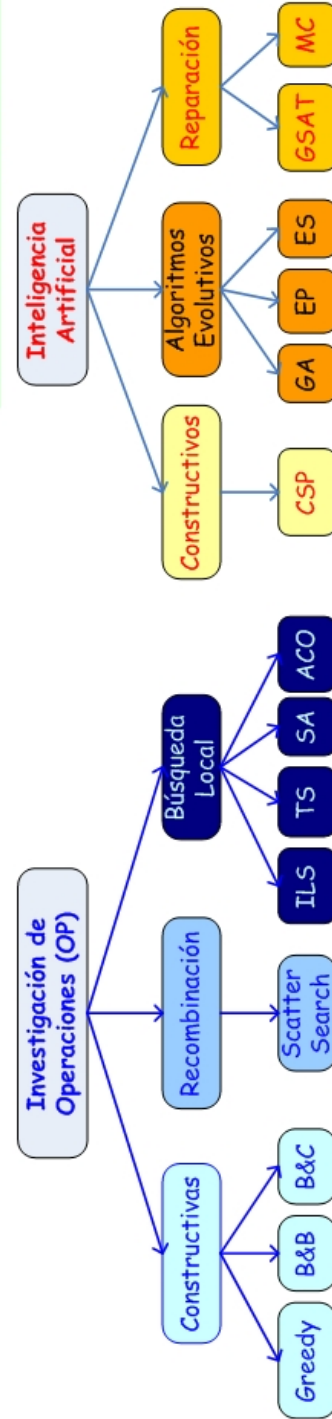 Investigación de
Operaciones (OP)
Constructivas
Recombinación
Búsqueda
Local
Greedy
B&B
B&C
Scatter
Search
ILS
TS
SA
ACO
Inteligencia
Artificial
Constructivos
Algoritmos
Evolutivos
Reparación
CSP
GA
EP
ES
GSAT
MC